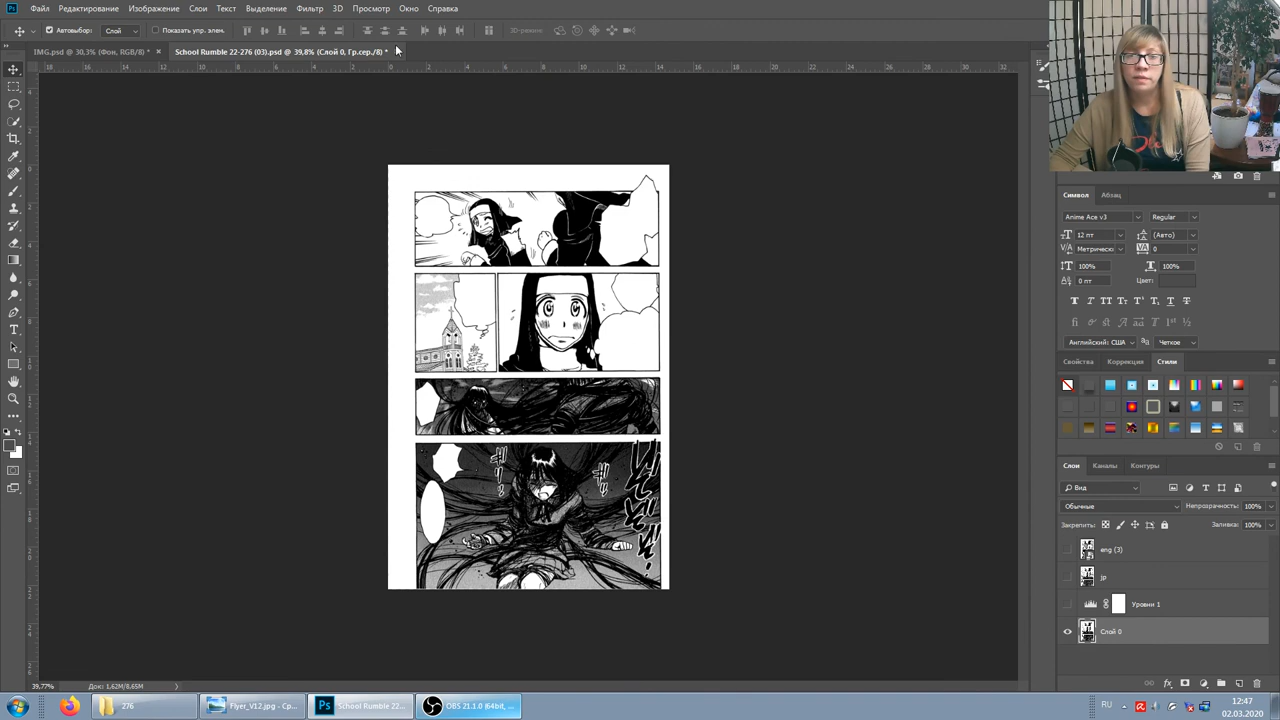 Файл Редактирование Изображение Слои Текст Выделение Фильтр 3D Просмотр Окно Справка
Автовыбор: Слой Показать упр. элем. 3D-режим:
IMG.psd @ 30,3% (Фон, RGB/8) * × School Rumble 22-276 (03).psd @ 39,8% (Слой 0, Гр.сер./8) *
Символ Абзац
Anime Ace v3 Regular
12 пт (Авто)
Метрически 0
100% 100%
0 пт Цвет:
Английский: США Четкое
Свойства Коррекция Стили
Слои Каналы Контуры
Вид
Обычные Непрозрачность: 100%
Закрепить: Заливка: 100%
eng (3)
jp
Уровни 1
Слой 0
39,77% Док: 1,62M/8,65M
276 Flyer_V12.jpg - Ср... School Rumble 22... OBS 21.1.0 (64bit, ...
RU 12:47
02.03.2020